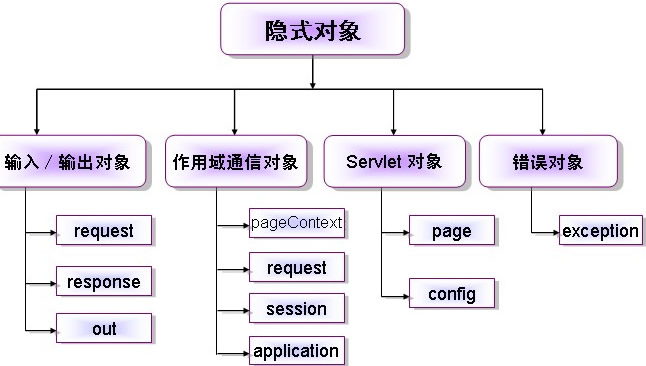 隐式对象
输入 / 输出对象
作用域通信对象
Servlet 对象
错误对象
request
response
out
pageContext
request
session
application
page
config
exception